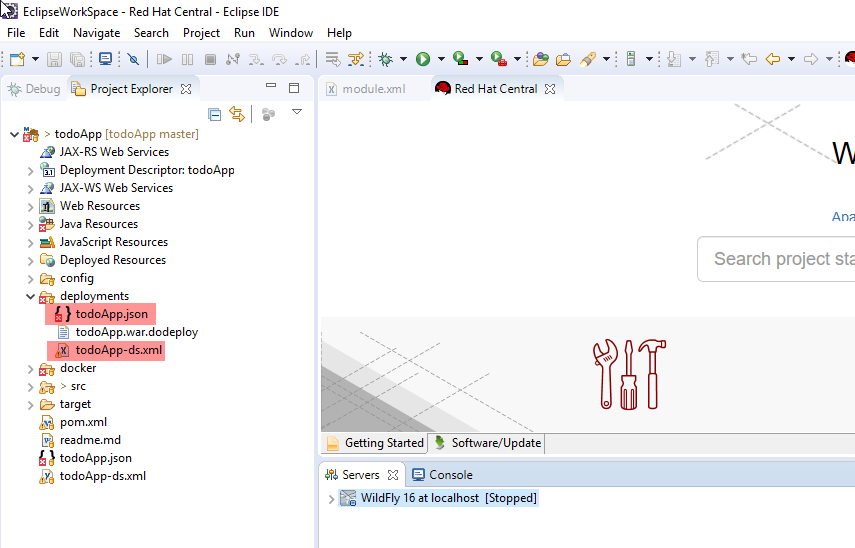 EclipseWorkSpace - Red Hat Central - Eclipse IDE
File Edit Navigate Search Project Run Window Help
Debug Project Explorer
module.xml Red Hat Central
> todoApp [todoApp master]
JAX-RS Web Services
Deployment Descriptor: todoApp
JAX-WS Web Services
Web Resources
Java Resources
JavaScript Resources
Deployed Resources
config
deployments
todoApp.json
todoApp.war.dodeploy
todoApp-ds.xml
docker
> src
target
pom.xml
readme.md
todoApp.json
todoApp-ds.xml
W
Apa
Search project sta
Getting Started Software/Update
Servers Console
WildFly 16 at localhost [Stopped]